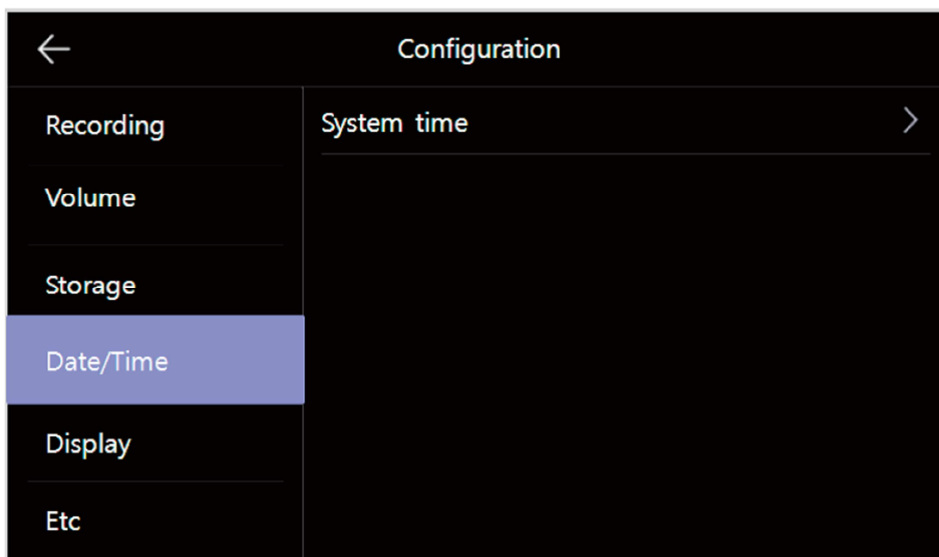 Configuration
Recording
Volume
Storage
Date/Time
Display
Etc
System time